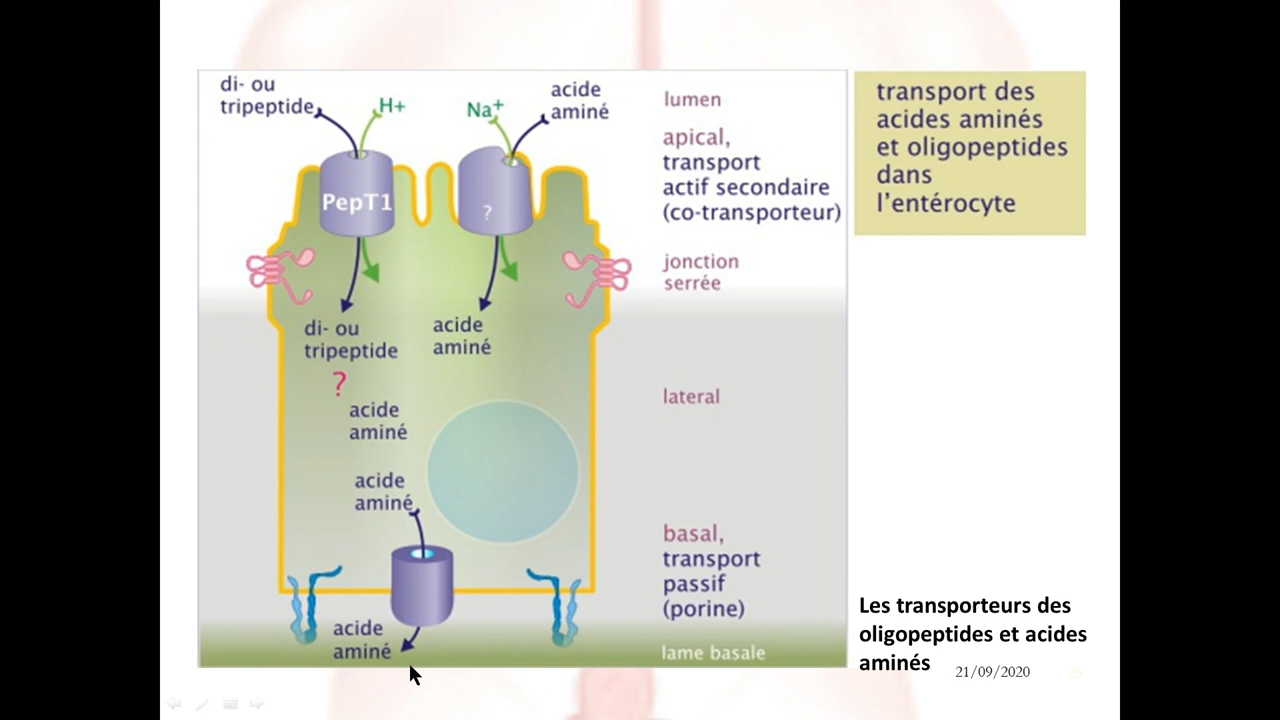 di- ou
tripeptide
H+
Na+
acide
aminé
lumen
apical,
transport
actif secondaire
(co-transporteur)
PepT1
?
jonction
serrée
di- ou
tripeptide
acide
aminé
?
acide
aminé
lateral
acide
aminé
basal,
transport
passif
(porine)
acide
aminé
lame basale
transport des
acides aminés
et oligopeptides
dans
l'entérocyte
Les transporteurs des
oligopeptides et acides
aminés
21/09/2020